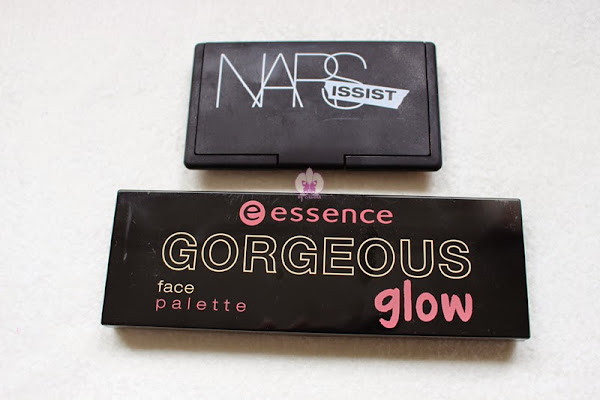 NARS
ISSIST
e essence
GORGEOUS
face
palette
glow